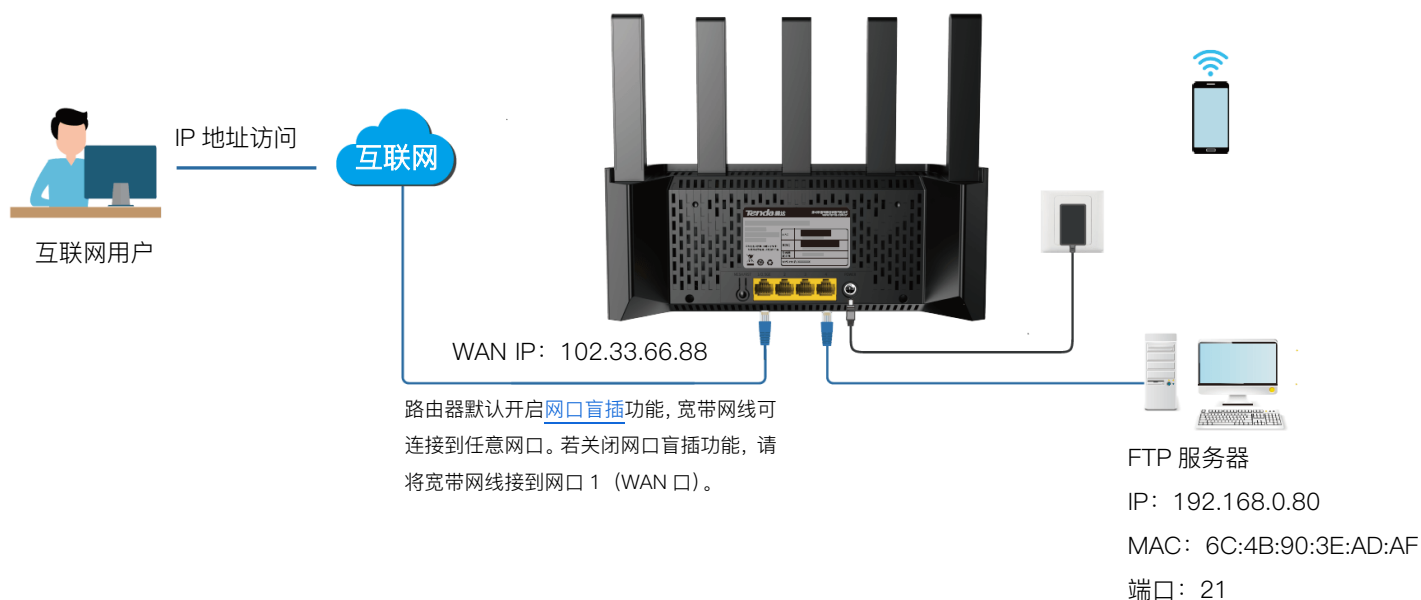 IP 地址访问
互联网
互联网用户
Tenda 腾达
WAN IP：102.33.66.88
路由器默认开启网口盲插功能，宽带网线可
连接到任意网口。若关闭网口盲插功能，请
将宽带网线接到网口 1（WAN 口）。
FTP 服务器
IP：192.168.0.80
MAC：6C:4B:90:3E:AD:AF
端口：21